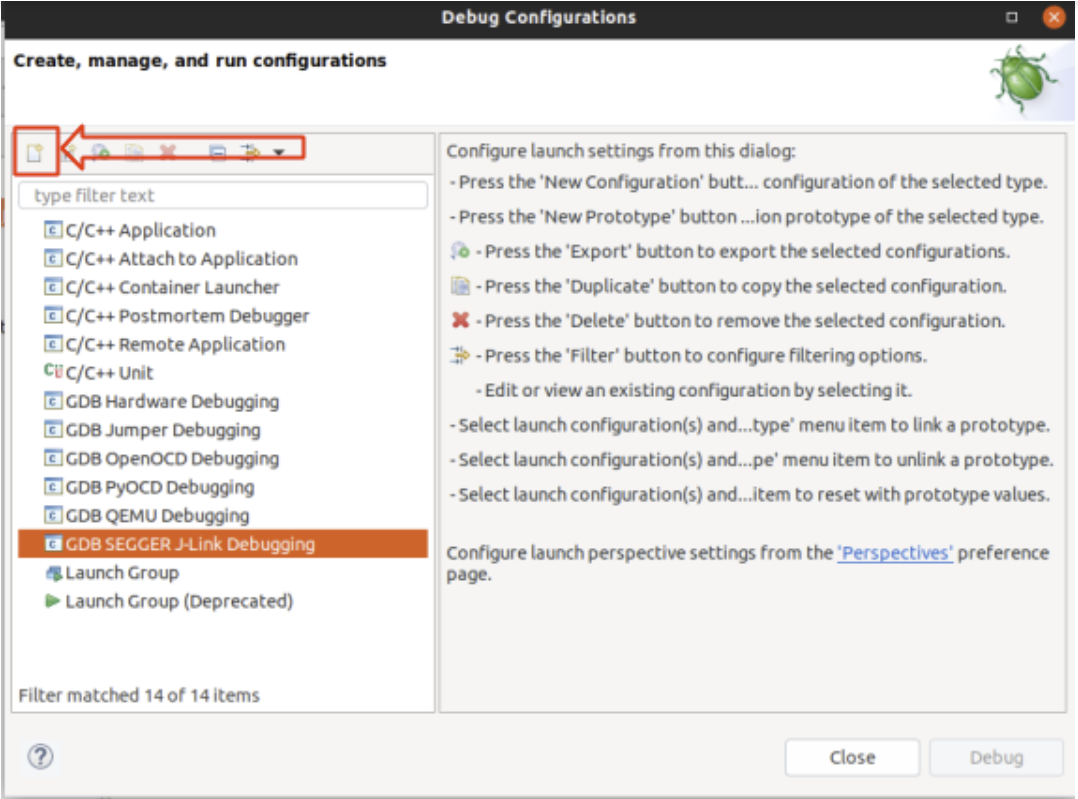 Debug Configurations
Create, manage, and run configurations
type filter text
C/C++ Application
C/C++ Attach to Application
C/C++ Container Launcher
C/C++ Postmortem Debugger
C/C++ Remote Application
C/C++ Unit
GDB Hardware Debugging
GDB Jumper Debugging
GDB OpenOCD Debugging
GDB PyOCD Debugging
GDB QEMU Debugging
GDB SEGGER J-Link Debugging
Launch Group
Launch Group (Deprecated)
Filter matched 14 of 14 items
Configure launch settings from this dialog:
- Press the 'New Configuration' butt... configuration of the selected type.
- Press the 'New Prototype' button ...ion prototype of the selected type.
- Press the 'Export' button to export the selected configurations.
- Press the 'Duplicate' button to copy the selected configuration.
- Press the 'Delete' button to remove the selected configuration.
- Press the 'Filter' button to configure filtering options.
- Edit or view an existing configuration by selecting it.
- Select launch configuration(s) and...type' menu item to link a prototype.
- Select launch configuration(s) and...pe' menu item to unlink a prototype.
- Select launch configuration(s) and...item to reset with prototype values.
Configure launch perspective settings from the 'Perspectives' preference
page.
Close
Debug